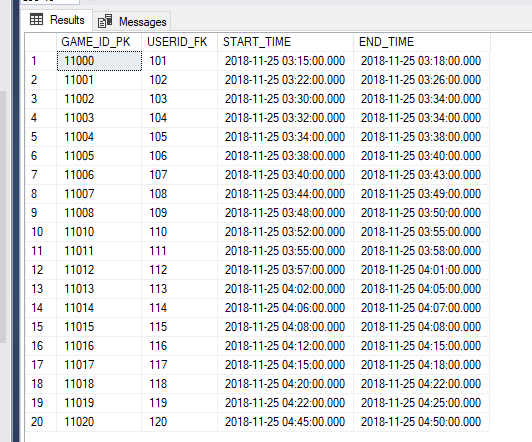 Results Messages
GAME_ID_PK USERID_FK START_TIME END_TIME
1 11000 101 2018-11-25 03:15:00.000 2018-11-25 03:18:00.000
2 11001 102 2018-11-25 03:22:00.000 2018-11-25 03:26:00.000
3 11002 103 2018-11-25 03:30:00.000 2018-11-25 03:34:00.000
4 11003 104 2018-11-25 03:32:00.000 2018-11-25 03:34:00.000
5 11004 105 2018-11-25 03:34:00.000 2018-11-25 03:38:00.000
6 11005 106 2018-11-25 03:38:00.000 2018-11-25 03:40:00.000
7 11006 107 2018-11-25 03:40:00.000 2018-11-25 03:43:00.000
8 11007 108 2018-11-25 03:44:00.000 2018-11-25 03:49:00.000
9 11008 109 2018-11-25 03:48:00.000 2018-11-25 03:50:00.000
10 11010 110 2018-11-25 03:52:00.000 2018-11-25 03:55:00.000
11 11011 111 2018-11-25 03:55:00.000 2018-11-25 03:58:00.000
12 11012 112 2018-11-25 03:57:00.000 2018-11-25 04:01:00.000
13 11013 113 2018-11-25 04:02:00.000 2018-11-25 04:05:00.000
14 11014 114 2018-11-25 04:06:00.000 2018-11-25 04:07:00.000
15 11015 115 2018-11-25 04:08:00.000 2018-11-25 04:08:00.000
16 11016 116 2018-11-25 04:12:00.000 2018-11-25 04:15:00.000
17 11017 117 2018-11-25 04:15:00.000 2018-11-25 04:18:00.000
18 11018 118 2018-11-25 04:20:00.000 2018-11-25 04:22:00.000
19 11019 119 2018-11-25 04:22:00.000 2018-11-25 04:25:00.000
20 11020 120 2018-11-25 04:45:00.000 2018-11-25 04:50:00.000